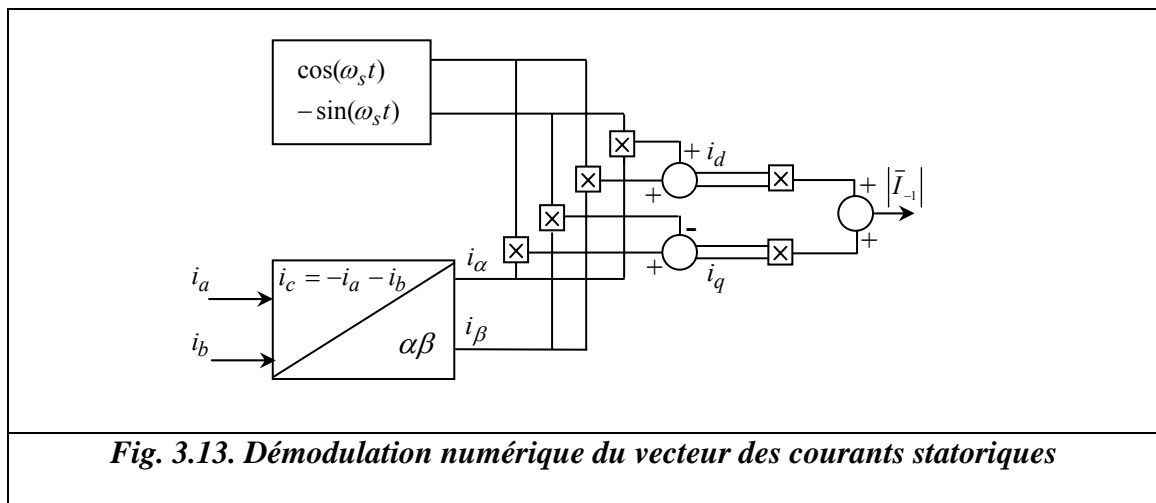 cos(ω_s t)
− sin(ω_s t)
+ i_d
+
+ |Ī_{-1}|
+
-
+
i_q
i_a
i_b
i_c = −i_a − i_b
αβ
i_α
i_β
Fig. 3.13. Démodulation numérique du vecteur des courants statoriques